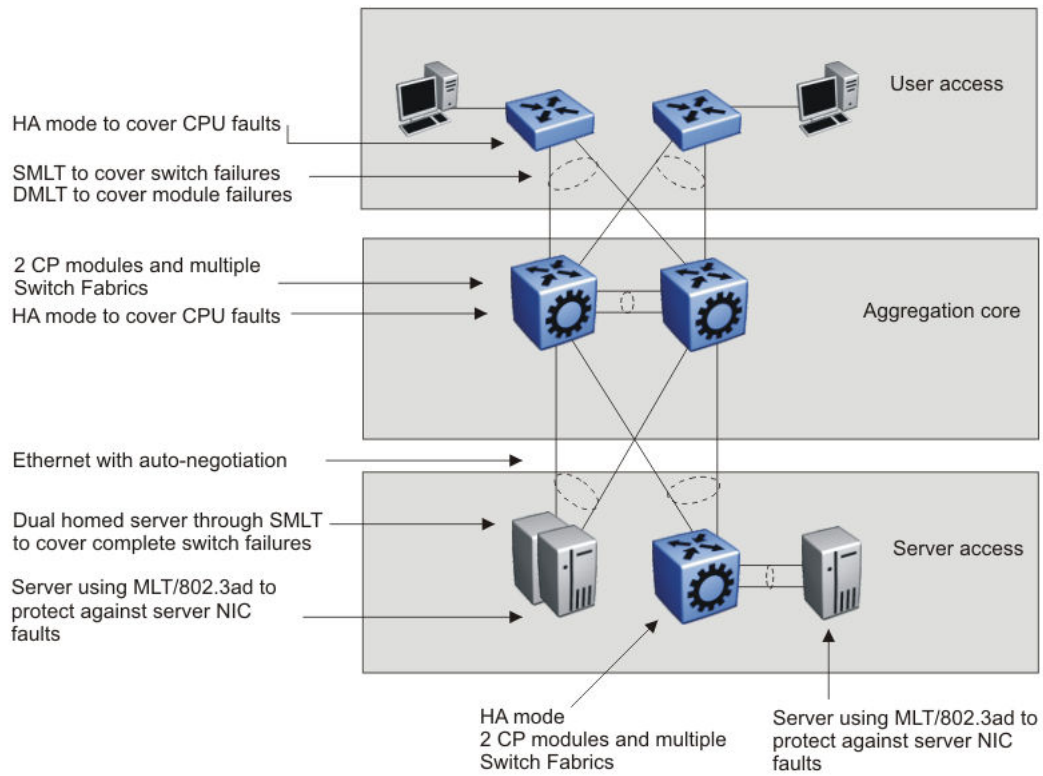 User access
HA mode to cover CPU faults
SMLT to cover switch failures
DMLT to cover module failures
2 CP modules and multiple
Switch Fabrics
HA mode to cover CPU faults
Aggregation core
Ethernet with auto-negotiation
Dual homed server through SMLT
to cover complete switch failures
Server access
Server using MLT/802.3ad to
protect against server NIC
faults
HA mode
2 CP modules and multiple
Switch Fabrics
Server using MLT/802.3ad to
protect against server NIC
faults